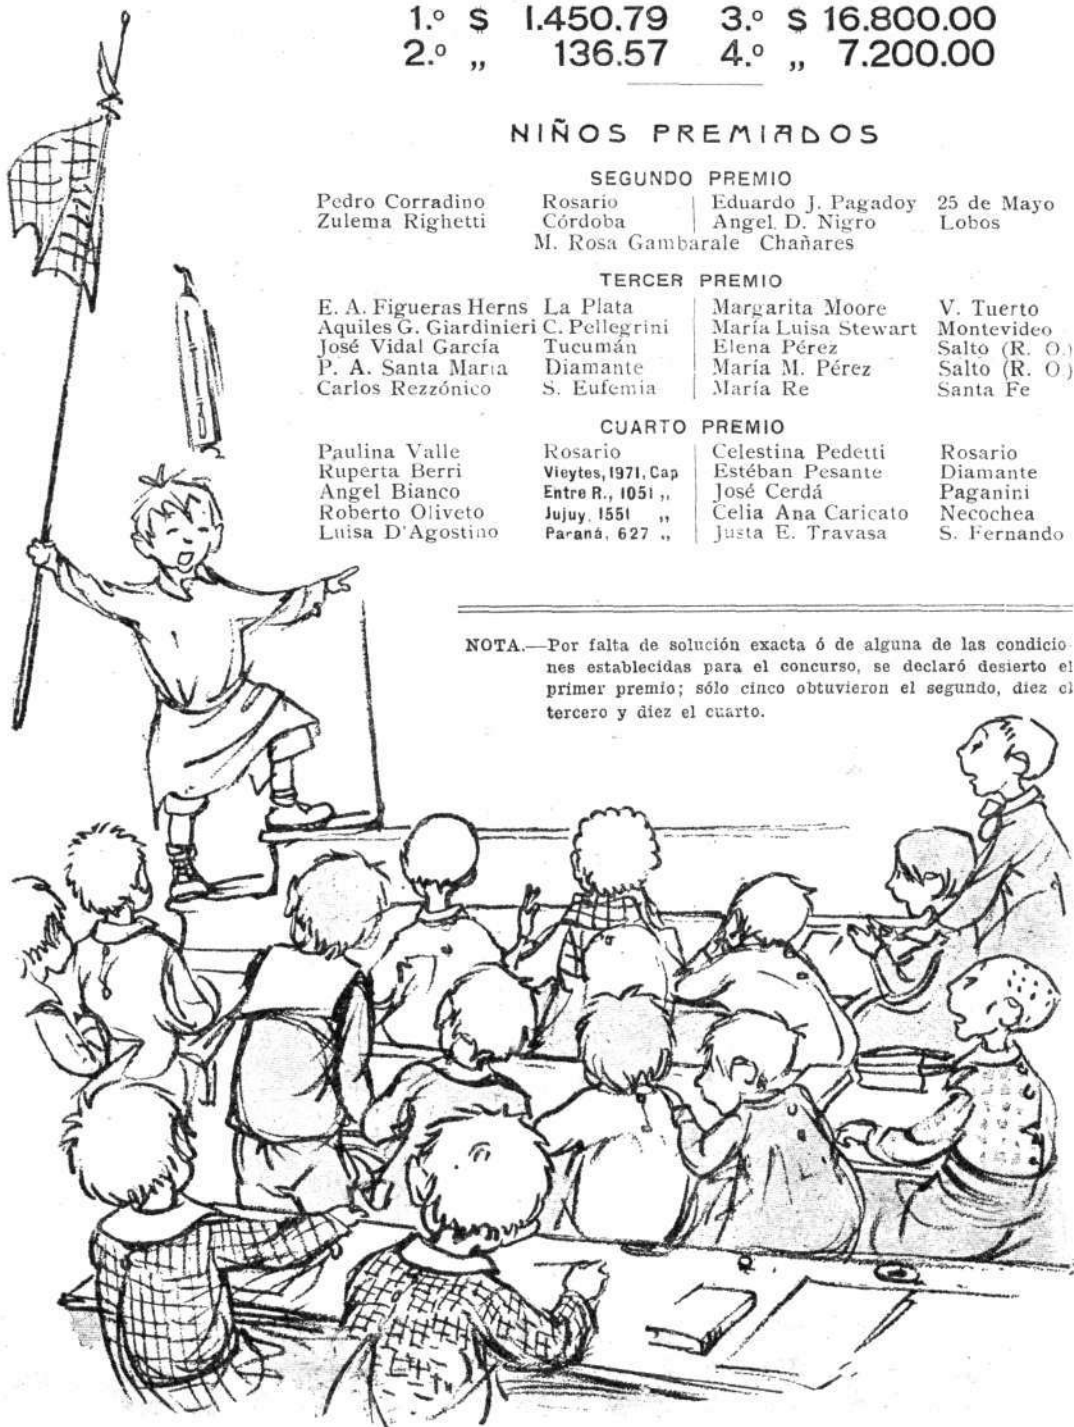 1.º $ 1.450.79 3.º $ 16.800.00
2.º „ 136.57 4.º „ 7.200.00
NIÑOS PREMIADOS
SEGUNDO PREMIO
Pedro Corradino Rosario Eduardo J. Pagadoy 25 de Mayo
Zulema Righetti Córdoba Angel D. Nigro Lobos
M. Rosa Gambarale Chañares
TERCER PREMIO
E. A. Figueras Herns La Plata Margarita Moore V. Tuerto
Aquiles G. Giardinieri C. Pellegrini María Luisa Stewart Montevideo
José Vidal García Tucumán Elena Pérez Salto (R. O.)
P. A. Santa María Diamante María M. Pérez Salto (R. O.)
Carlos Rezzónico S. Eufemia María Re Santa Fe
CUARTO PREMIO
Paulina Valle Rosario Celestina Pedetti Rosario
Ruperta Berri Vieytes, 1971, Cap Estéban Pesante Diamante
Angel Bianco Entre R., 1051 „ José Cerdá Paganini
Roberto Oliveto Jujuy, 1551 „ Celia Ana Caricato Necochea
Luisa D'Agostino Paraná, 627 „ Justa E. Travasa S. Fernando
NOTA.—Por falta de solución exacta ó de alguna de las condicio-
nes establecidas para el concurso, se declaró desierto el
primer premio; sólo cinco obtuvieron el segundo, diez el
tercero y diez el cuarto.